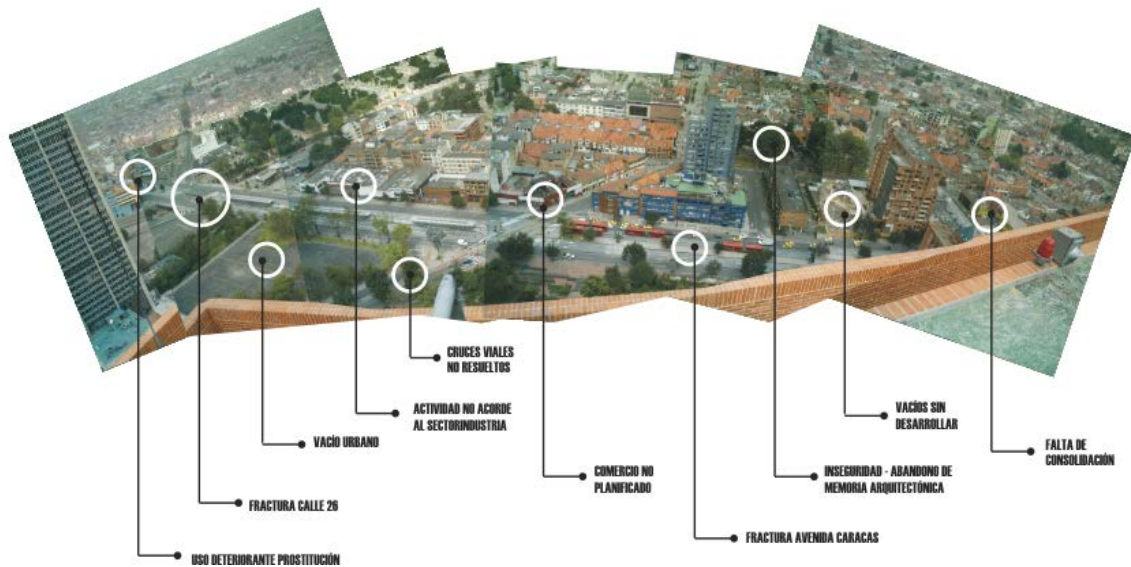 CRUCES VIALES
NO RESUELTOS
ACTIVIDAD NO ACORDE
AL SECTORINDUSTRIA
VACÍO URBANO
FRACTURA CALLE 26
USO DETERIORANTE PROSTITUCIÓN
COMERCIO NO
PLANIFICADO
VACÍOS SIN
DESARROLLAR
INSEGURIDAD - ABANDONO DE
MEMORIA ARQUITECTÓNICA
FALTA DE
CONSOLIDACIÓN
FRACTURA AVENIDA CARACAS